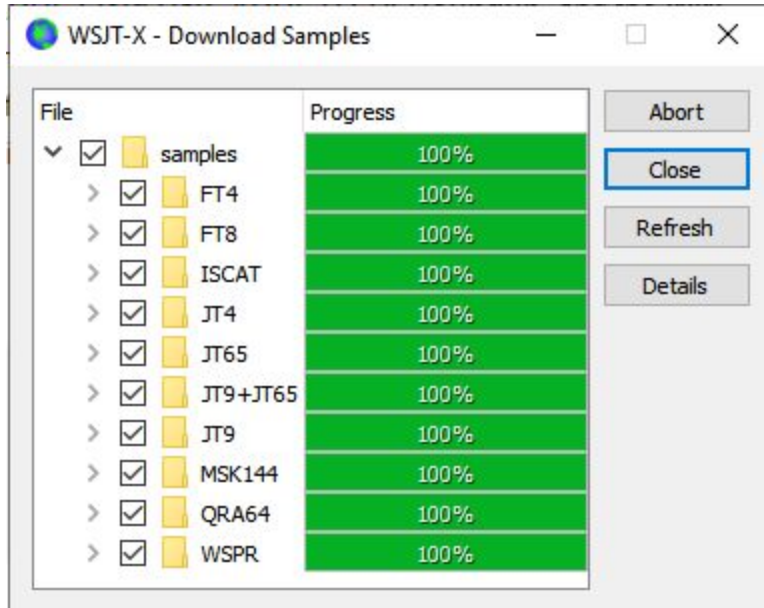 WSJT-X - Download Samples
File Progress
samples 100%
FT4 100%
FT8 100%
ISCAT 100%
JT4 100%
JT65 100%
JT9+JT65 100%
JT9 100%
MSK144 100%
QRA64 100%
WSPR 100%
Abort
Close
Refresh
Details